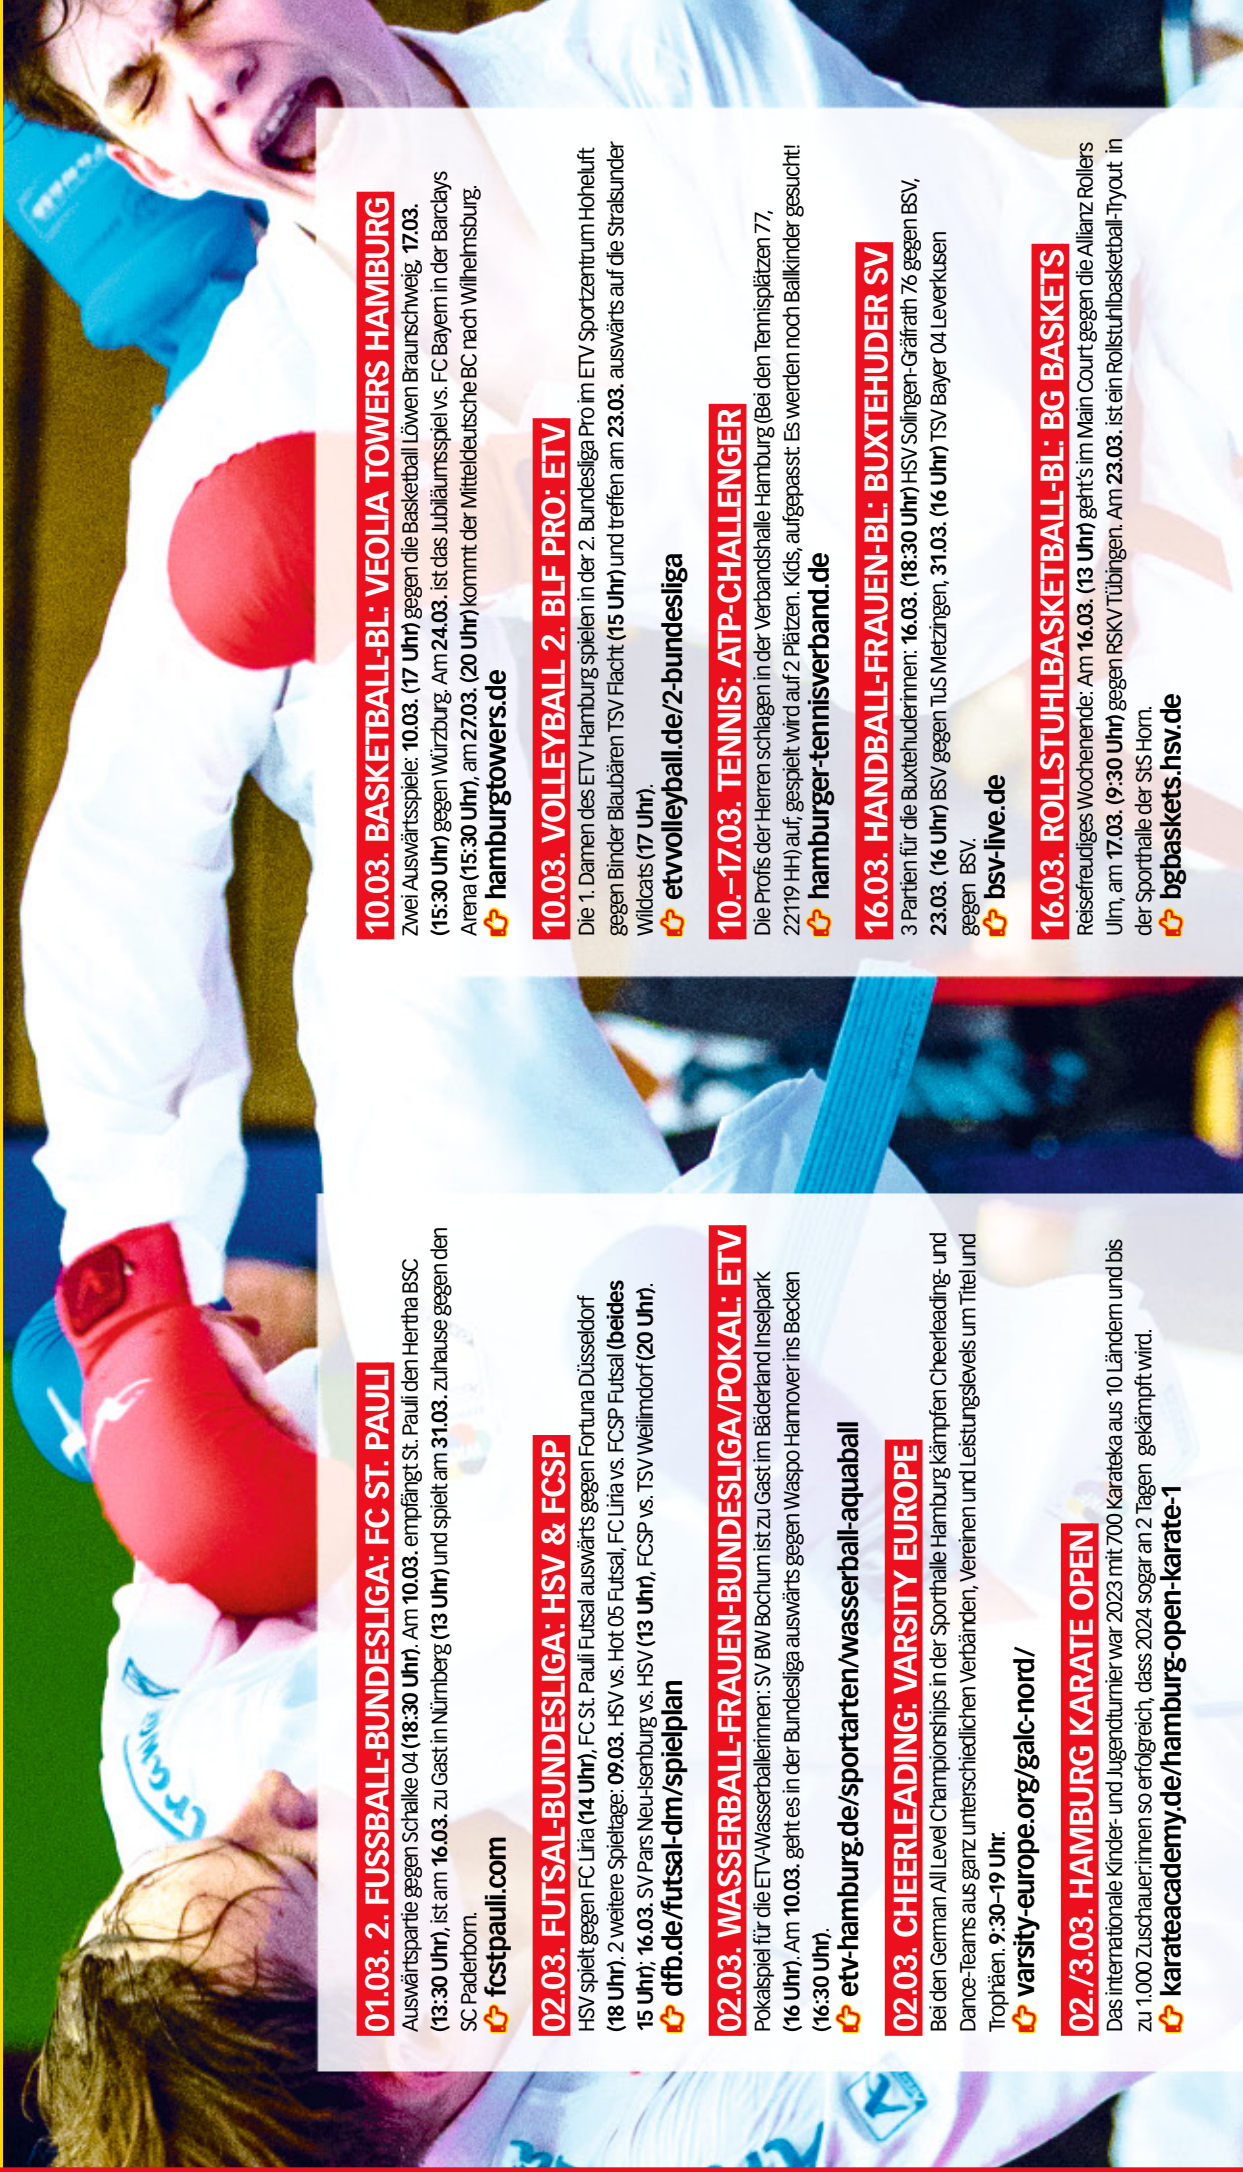 01.03. 2. FUSSBALL-BUNDESLIGA: FC ST. PAULI
Auswärtspartie gegen Schalke 04 (18:30 Uhr). Am 10.03. empfängt St. Pauli den Hertha BSC
(13:30 Uhr), ist am 16.03. zu Gast in Nürnberg (13 Uhr) und spielt am 31.03. zuhause gegen den
SC Paderborn.
fcstpauli.com
02.03. FUTSAL-BUNDESLIGA: HSV & FCSP
HSV spielt gegen FC Liria (14 Uhr), FC St. Pauli Futsal auswärts gegen Fortuna Düsseldorf
(18 Uhr). 2 weitere Spieltage: 09.03. HSV vs. Hot 05 Futsal, FC Liria vs. FCSP Futsal (beides
15 Uhr); 16.03. SV Pars Neu-Isenburg vs. HSV (13 Uhr), FCSP vs. TSV Weilimdorf (20 Uhr).
dfb.de/futsal-dm/spielplan
02.03. WASSERBALL-FRAUEN-BUNDESLIGA/POKAL: ETV
Pokalspiel für die ETV-Wasserballerinnen: SV BW Bochum ist zu Gast im Bäderland Inselpark
(16 Uhr). Am 10.03. geht es in der Bundesliga auswärts gegen Waspo Hannover ins Becken
(16:30 Uhr).
etv-hamburg.de/sportarten/wasserball-aquaball
02.03. CHEERLEADING: VARSITY EUROPE
Bei den German All Level Championships in der Sporthalle Hamburg kämpfen Cheerleading- und
Dance-Teams aus ganz unterschiedlichen Verbänden, Vereinen und Leistungslevels um Titel und
Trophäen. 9:30–19 Uhr.
varsity-europe.org/galc-nord/
02./3.03. HAMBURG KARATE OPEN
Das internationale Kinder- und Jugendturnier war 2023 mit 700 Karateka aus 10 Ländern und bis
zu 1.000 Zuschauer:innen so erfolgreich, dass 2024 sogar an 2 Tagen gekämpft wird.
karateacademy.de/hamburg-open-karate-1
10.03. BASKETBALL-BL: VEOLIA TOWERS HAMBURG
Zwei Auswärtsspiele: 10.03. (17 Uhr) gegen die Basketball Löwen Braunschweig, 17.03.
(15:30 Uhr) gegen Würzburg. Am 24.03. ist das Jubiläumsspiel vs. FC Bayern in der Barclays
Arena (15:30 Uhr), am 27.03. (20 Uhr) kommt der Mitteldeutsche BC nach Wilhelmsburg.
hamburgtowers.de
10.03. VOLLEYBALL 2. BLF PRO: ETV
Die 1. Damen des ETV Hamburg spielen in der 2. Bundesliga Pro im ETV Sportzentrum Hoheluft
gegen Binder Blaubären TSV Flacht (15 Uhr) und treffen am 23.03. auswärts auf die Stralsunder
Wildcats (17 Uhr).
etvvolleyball.de/2-bundesliga
10.–17.03. TENNIS: ATP-CHALLENGER
Die Profis der Herren schlagen in der Verbandshalle Hamburg (Bei den Tennisplätzen 77,
22119 HH) auf, gespielt wird auf 2 Plätzen. Kids, aufgepasst: Es werden noch Ballkinder gesucht!
hamburger-tennisverband.de
16.03. HANDBALL-FRAUEN-BL: BUXTEHUDER SV
3 Partien für die Buxtehuderinnen: 16.03. (18:30 Uhr) HSV Solingen-Gräfrath 76 gegen BSV,
23.03. (16 Uhr) BSV gegen TuS Metzingen, 31.03. (16 Uhr) TSV Bayer 04 Leverkusen
gegen BSV.
bsv-live.de
16.03. ROLLSTUHLBASKETBALL-BL: BG BASKETS
Reisefreudiges Wochenende: Am 16.03. (13 Uhr) geht's im Main Court gegen die Allianz Rollers
Ulm, am 17.03. (9:30 Uhr) gegen RSKV Tübingen. Am 23.03. ist ein Rollstuhlbasketball-Tryout in
der Sporthalle der StS Horn.
bgbaskets.hsv.de